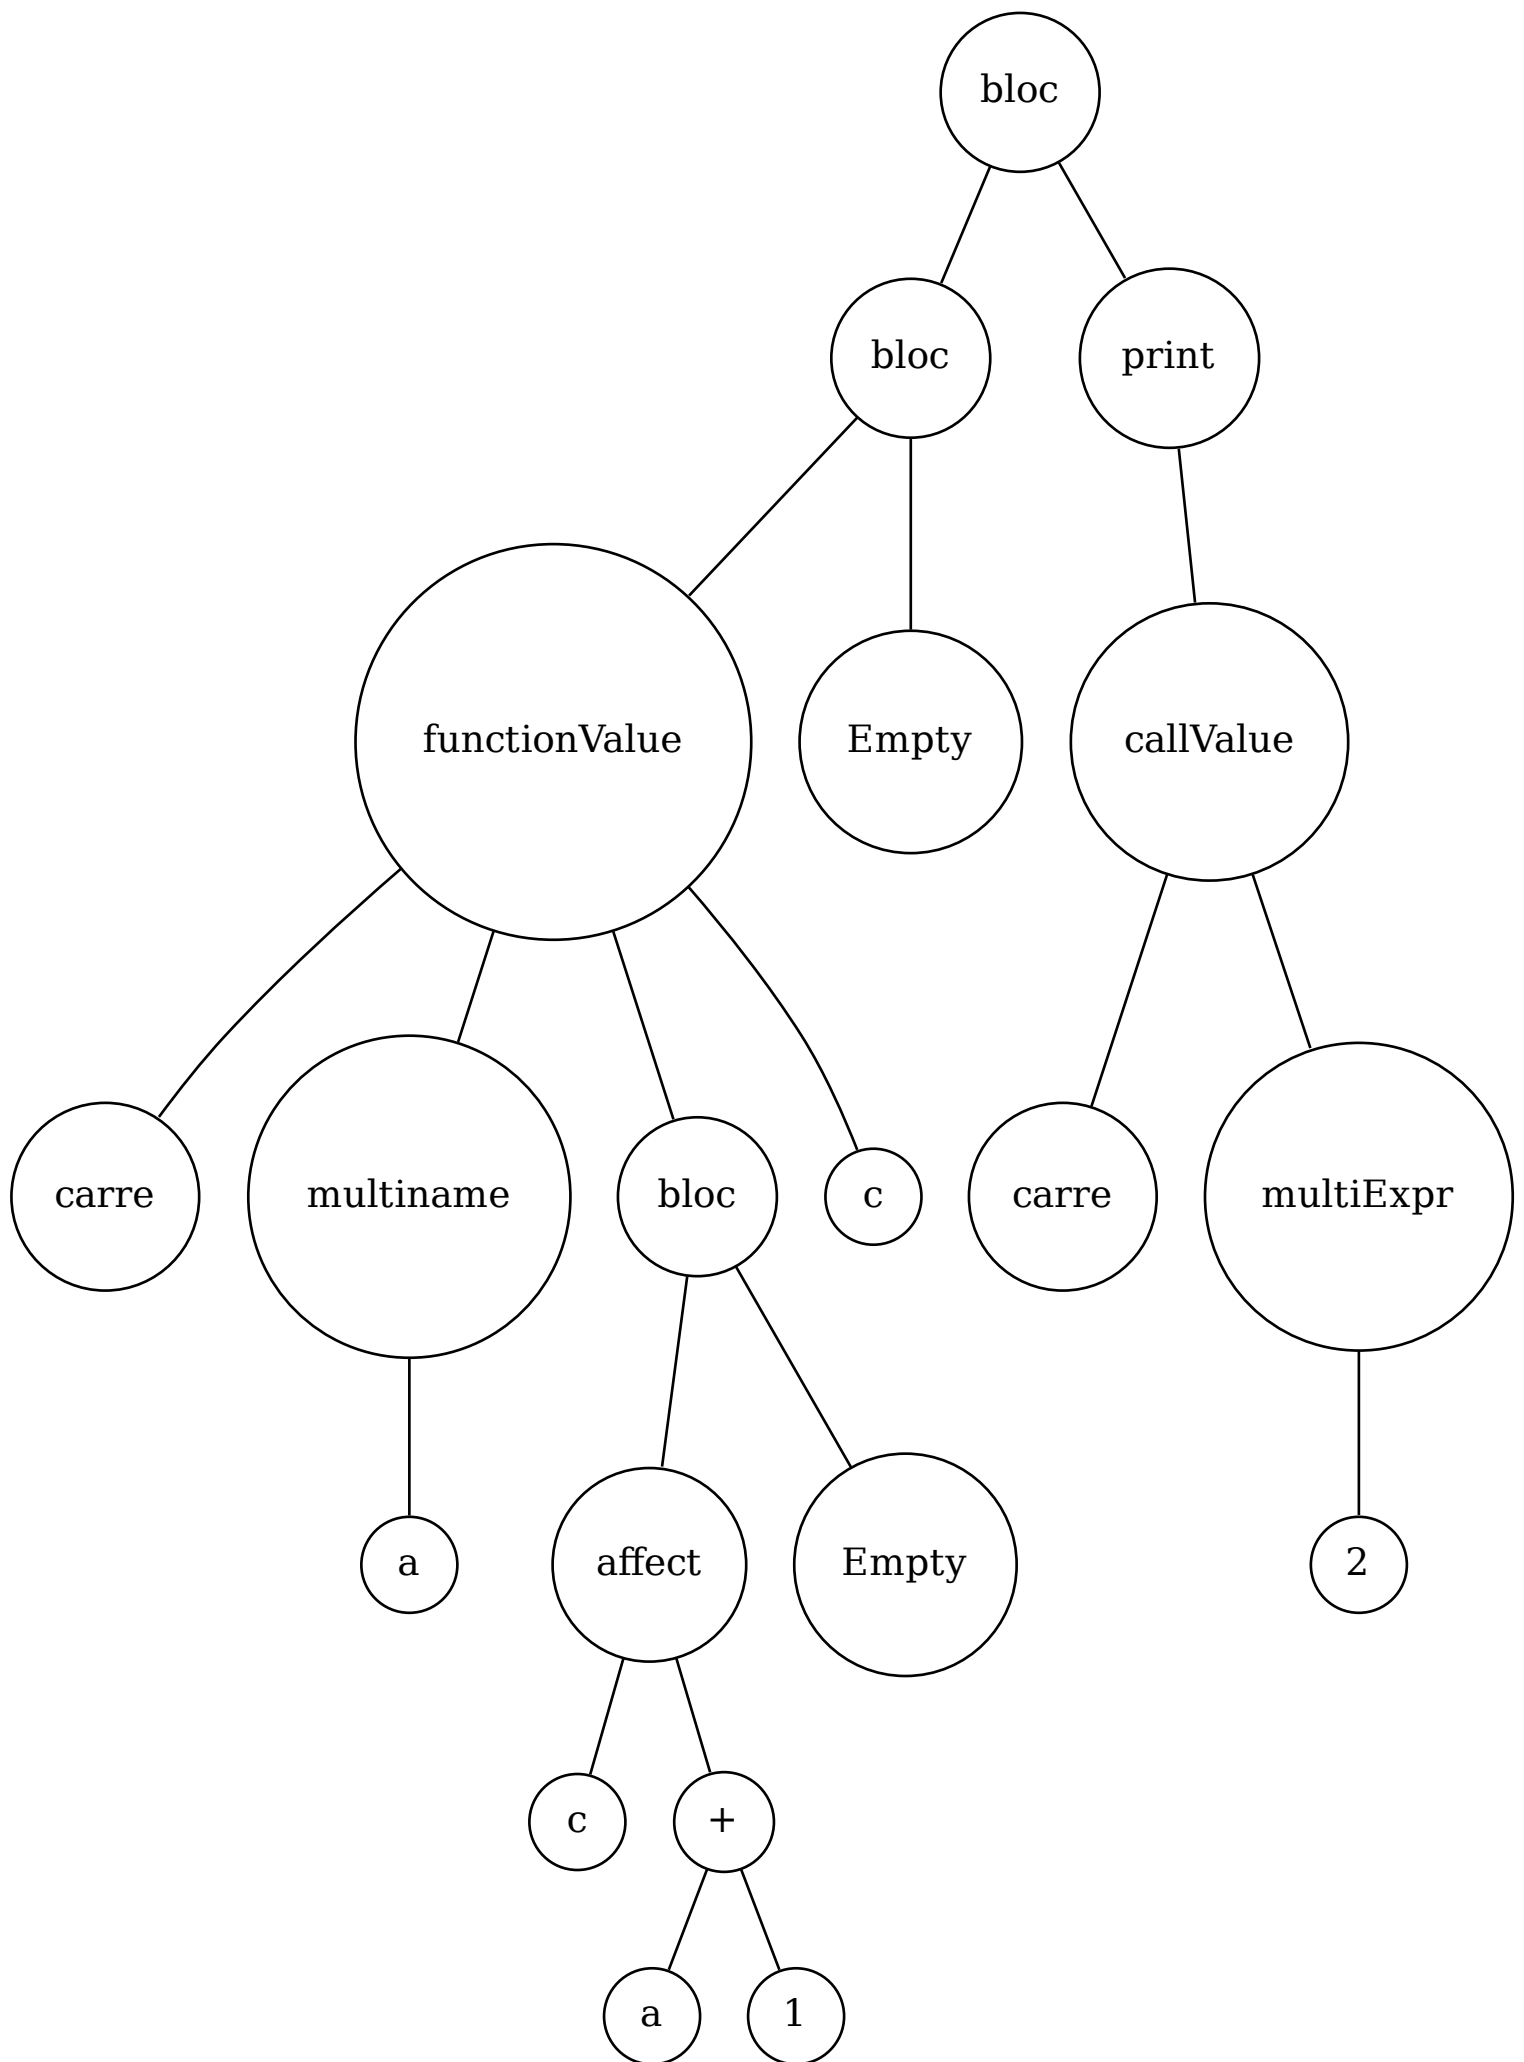 bloc
bloc
print
functionValue
Empty
callValue
carre
multiname
bloc
c
carre
multiExpr
a
affect
Empty
2
c
+
a
1